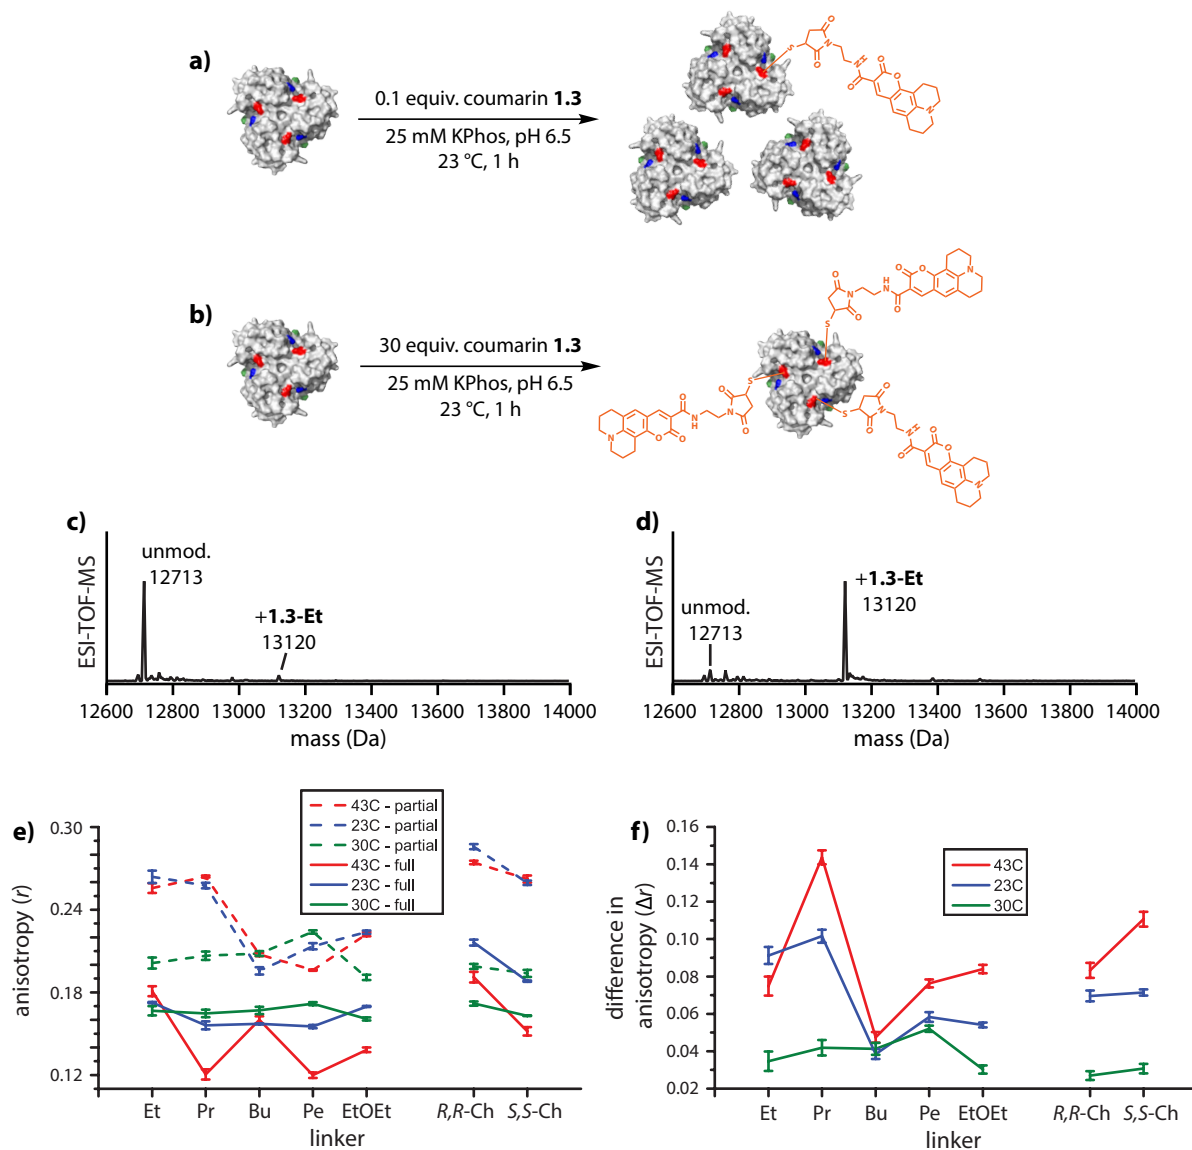 a)
0.1 equiv. coumarin 1.3
25 mM KPhos, pH 6.5
23 °C, 1 h
S
O
N
O
N
H
O
O
O
N
b)
30 equiv. coumarin 1.3
25 mM KPhos, pH 6.5
23 °C, 1 h
O
N
O
S
H
N
O
O
O
N
N
O
O
O
N
H
N
O
O
S
S
O
N
O
N
H
O
O
O
N
c)
ESI-TOF-MS
unmod.
12713
+1.3-Et
13120
12600 12800 13000 13200 13400 13600 13800 14000
mass (Da)
d)
ESI-TOF-MS
unmod.
12713
+1.3-Et
13120
12600 12800 13000 13200 13400 13600 13800 14000
mass (Da)
e)
43C - partial
23C - partial
30C - partial
43C - full
23C - full
30C - full
anisotropy (r)
0.30
0.24
0.18
0.12
Et Pr Bu Pe EtOEt R,R-Ch S,S-Ch
linker
f)
43C
23C
30C
difference in
anisotropy (Δr)
0.16
0.14
0.12
0.10
0.08
0.06
0.04
0.02
Et Pr Bu Pe EtOEt R,R-Ch S,S-Ch
linker